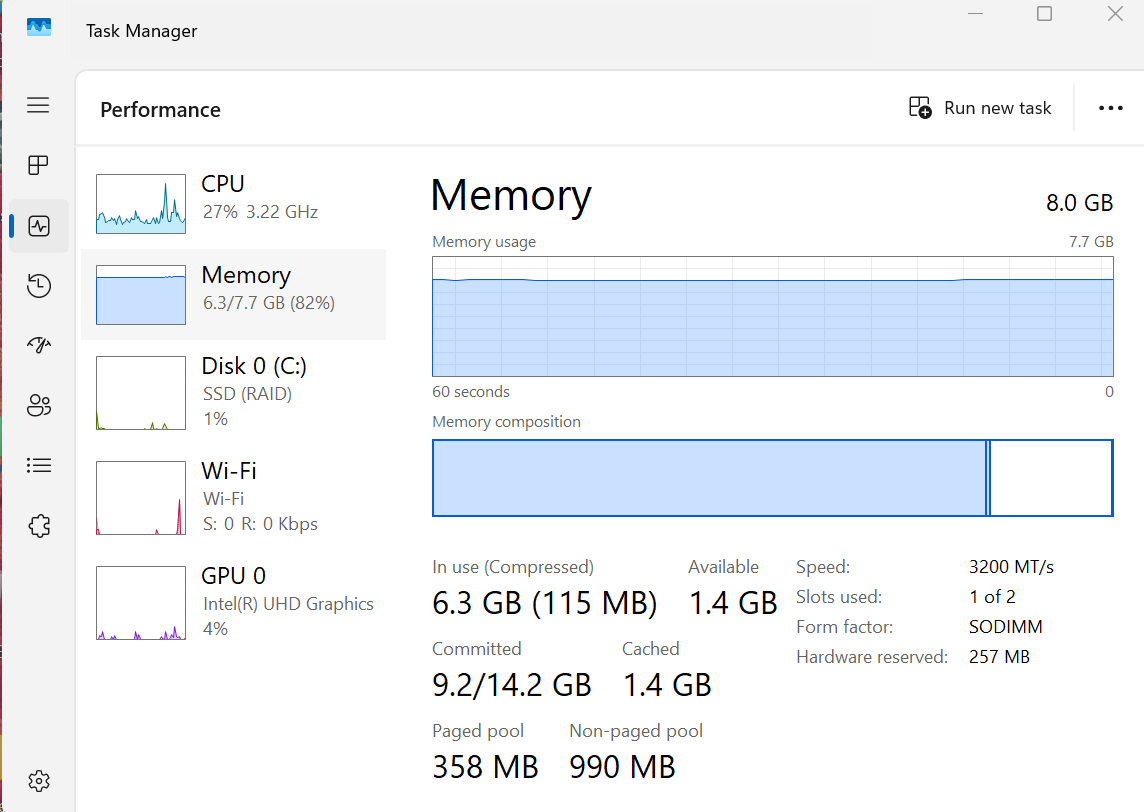 Task Manager
Performance
Run new task
CPU
27% 3.22 GHz
Memory
6.3/7.7 GB (82%)
Disk 0 (C:)
SSD (RAID)
1%
Wi-Fi
Wi-Fi
S: 0 R: 0 Kbps
GPU 0
Intel(R) UHD Graphics
4%
Memory
8.0 GB
Memory usage
7.7 GB
60 seconds
0
Memory composition
In use (Compressed)
6.3 GB (115 MB)
Available
1.4 GB
Committed
9.2/14.2 GB
Cached
1.4 GB
Paged pool
358 MB
Non-paged pool
990 MB
Speed: 3200 MT/s
Slots used: 1 of 2
Form factor: SODIMM
Hardware reserved: 257 MB